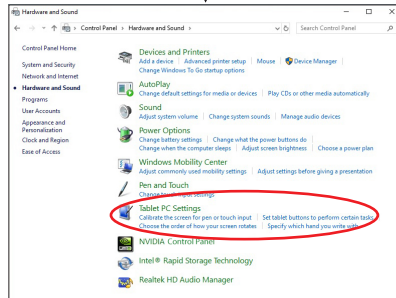 Hardware and Sound
Control Panel > Hardware and Sound >
Search Control Panel
Control Panel Home
System and Security
Network and Internet
Hardware and Sound
Programs
User Accounts
Appearance and
Personalization
Clock and Region
Ease of Access
Devices and Printers
Add a device | Advanced printer setup | Mouse | Device Manager
Change Windows To Go startup options
AutoPlay
Change default settings for media or devices | Play CDs or other media automatically
Sound
Adjust system volume | Change system sounds | Manage audio devices
Power Options
Change battery settings | Change what the power buttons do
Change when the computer sleeps | Adjust screen brightness | Choose a power plan
Windows Mobility Center
Adjust commonly used mobility settings | Adjust settings before giving a presentation
Pen and Touch
Change touch input settings
Tablet PC Settings
Calibrate the screen for pen or touch input | Set tablet buttons to perform certain tasks
Choose the order of how your screen rotates | Specify which hand you write with
NVIDIA Control Panel
Intel® Rapid Storage Technology
Realtek HD Audio Manager